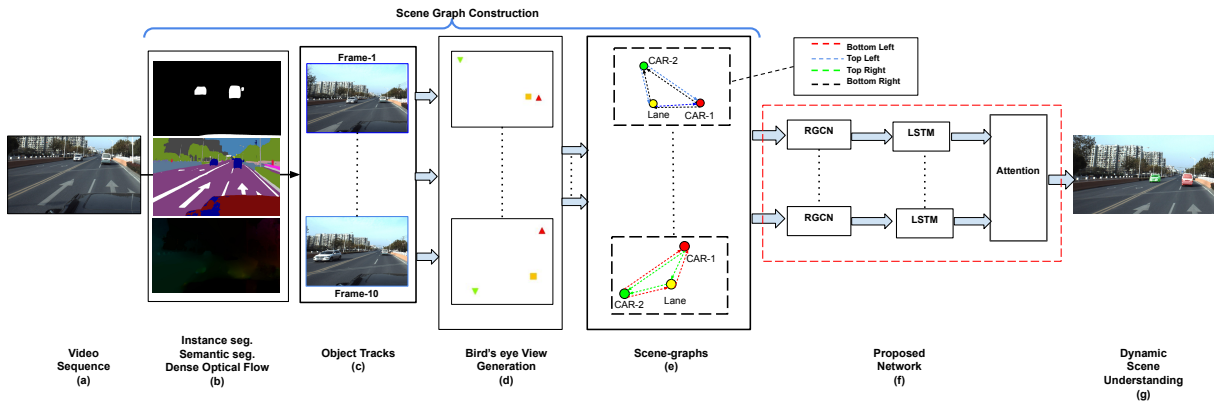 Scene Graph Construction
Frame-1
Frame-10
CAR-2
Lane
CAR-1
CAR-1
CAR-2
Lane
Bottom Left
Top Left
Top Right
Bottom Right
RGCN
LSTM
Attention
RGCN
LSTM
Video
Sequence
(a)
Instance seg.
Semantic seg.
Dense Optical Flow
(b)
Object Tracks
(c)
Bird's eye View
Generation
(d)
Scene-graphs
(e)
Proposed
Network
(f)
Dynamic
Scene
Understanding
(g)